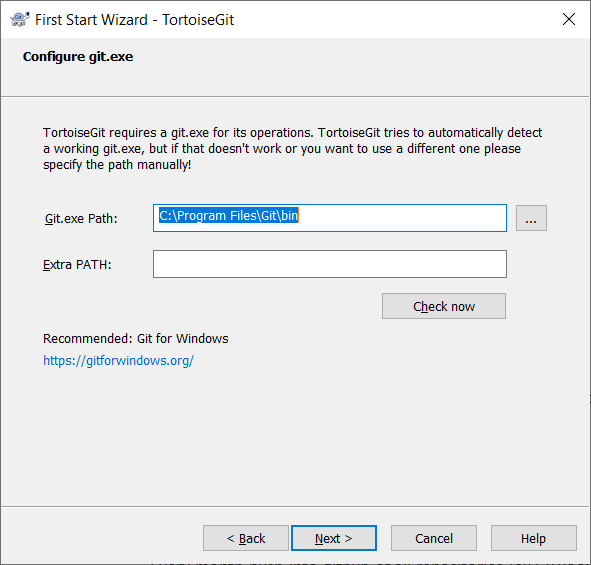 First Start Wizard - TortoiseGit
Configure git.exe
TortoiseGit requires a git.exe for its operations. TortoiseGit tries to automatically detect
a working git.exe, but if that doesn't work or you want to use a different one please
specify the path manually!
Git.exe Path: C:\Program Files\Git\bin ...
Extra PATH:
Check now
Recommended: Git for Windows
https://gitforwindows.org/
< Back Next > Cancel Help